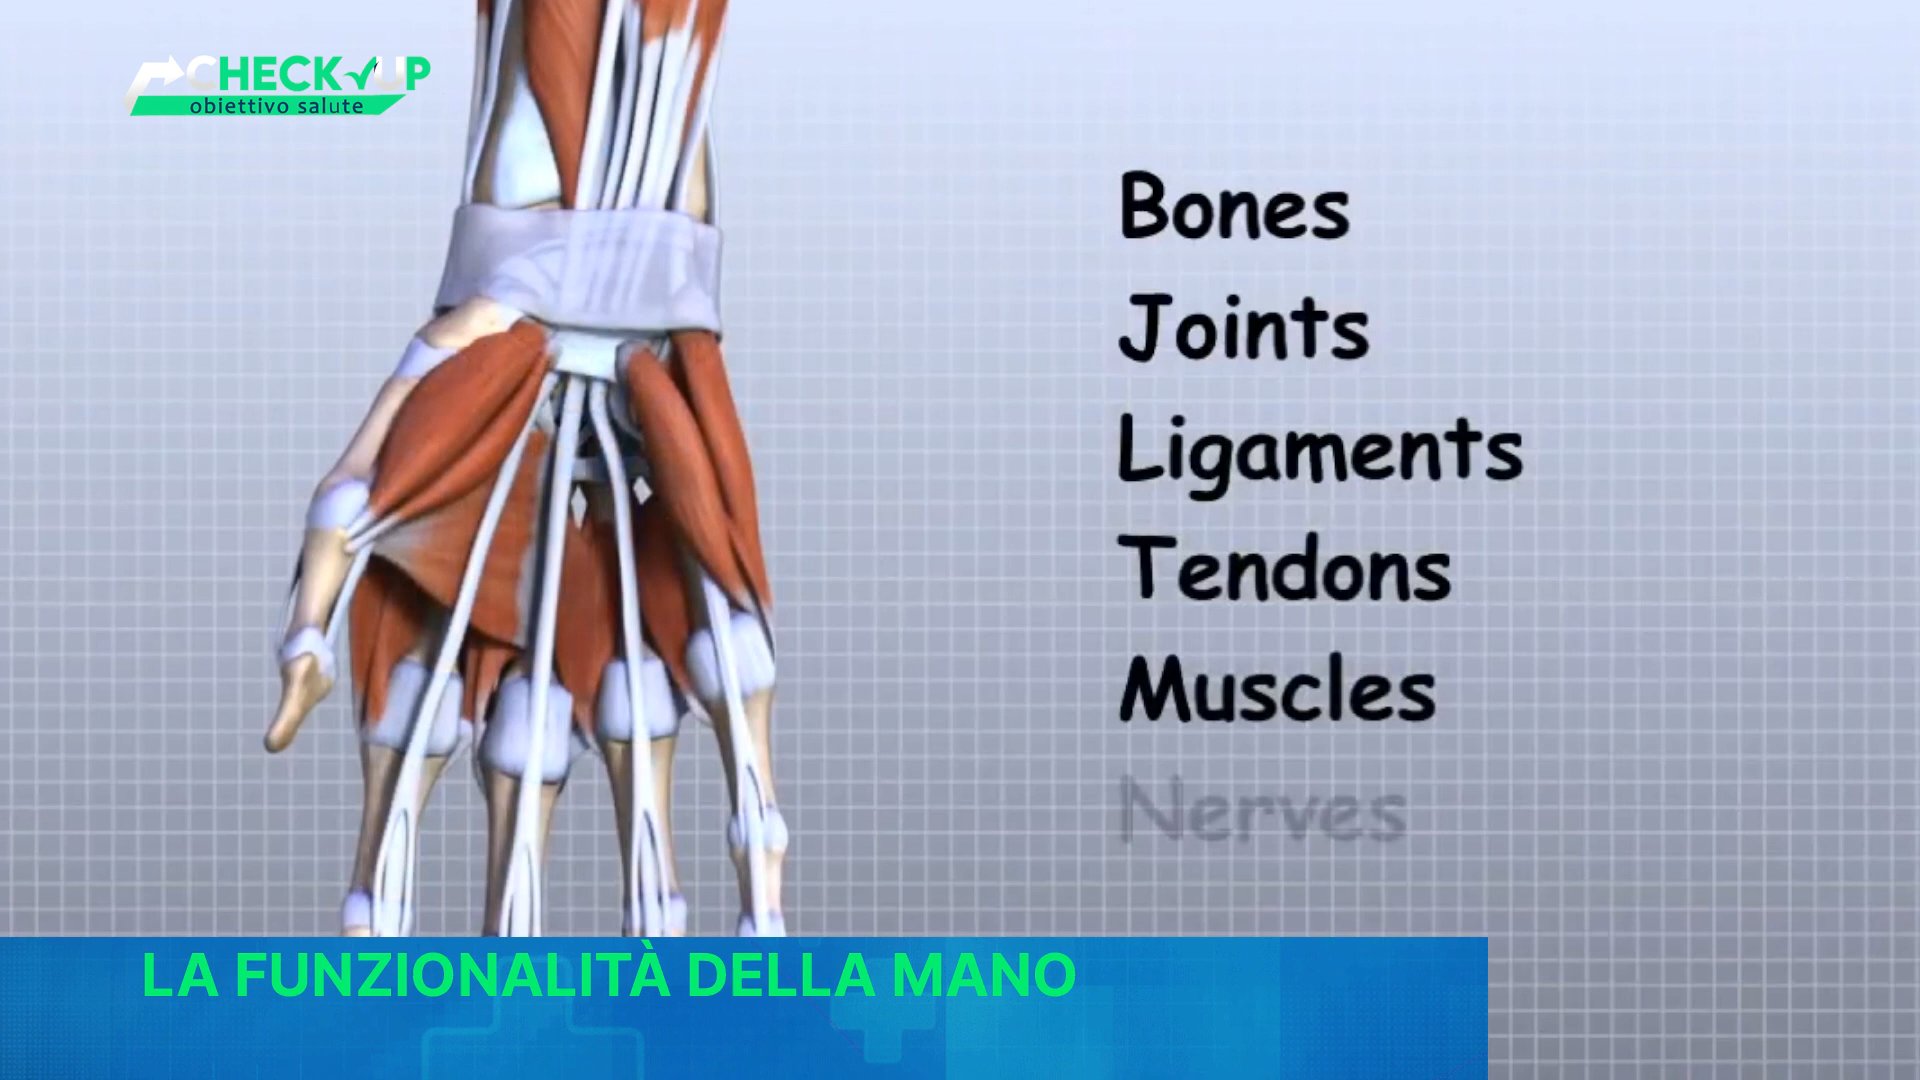 CHECK UP
obiettivo salute
Bones
Joints
Ligaments
Tendons
Muscles
Nerves
LA FUNZIONALITÀ DELLA MANO